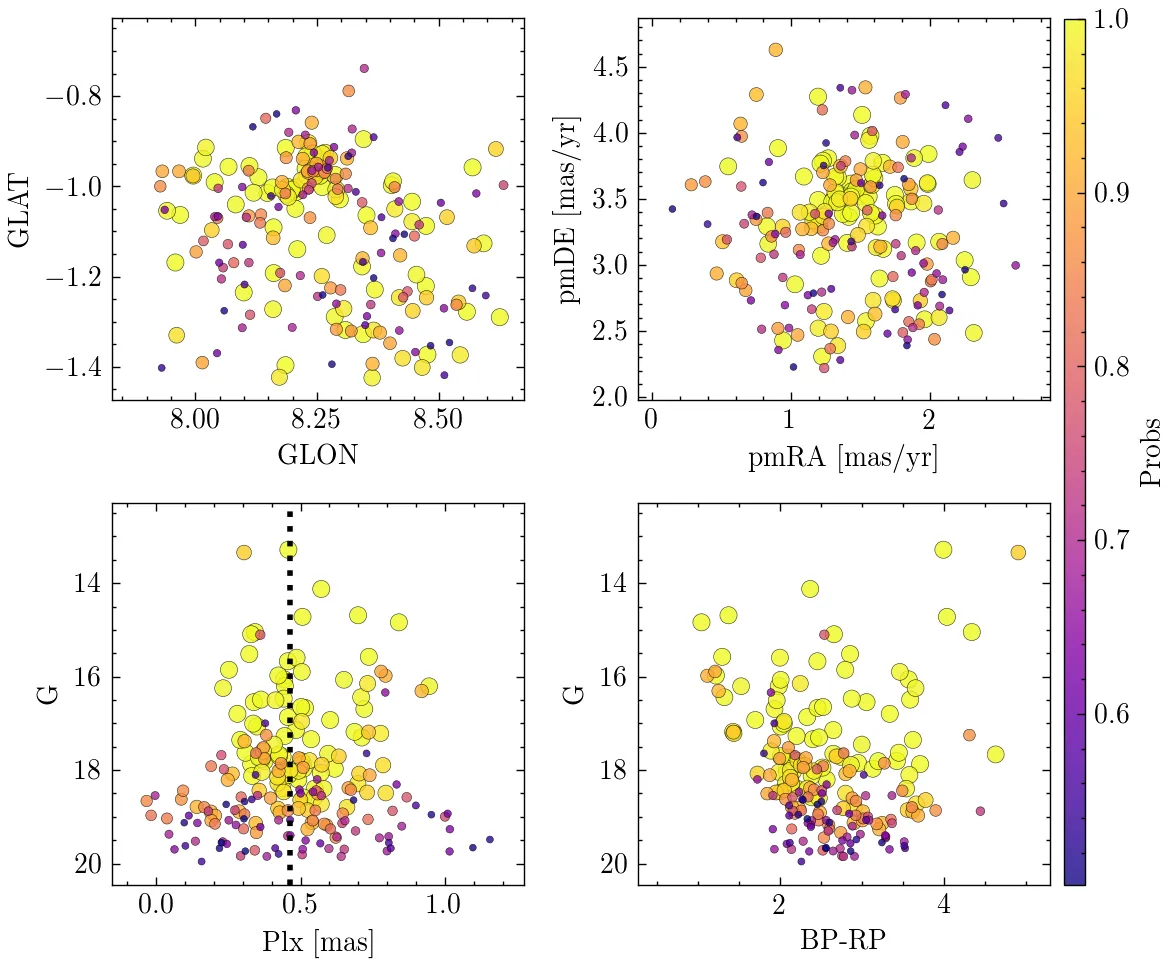 −0.8
−1.0
−1.2
−1.4
GLAT
8.00 8.25 8.50
GLON
4.5
4.0
3.5
3.0
2.5
2.0
pmDE [mas/yr]
0 1 2
pmRA [mas/yr]
1.0
0.9
0.8
0.7
0.6
Probs
14
16
18
20
G
0.0 0.5 1.0
Plx [mas]
14
16
18
20
G
2 4
BP-RP